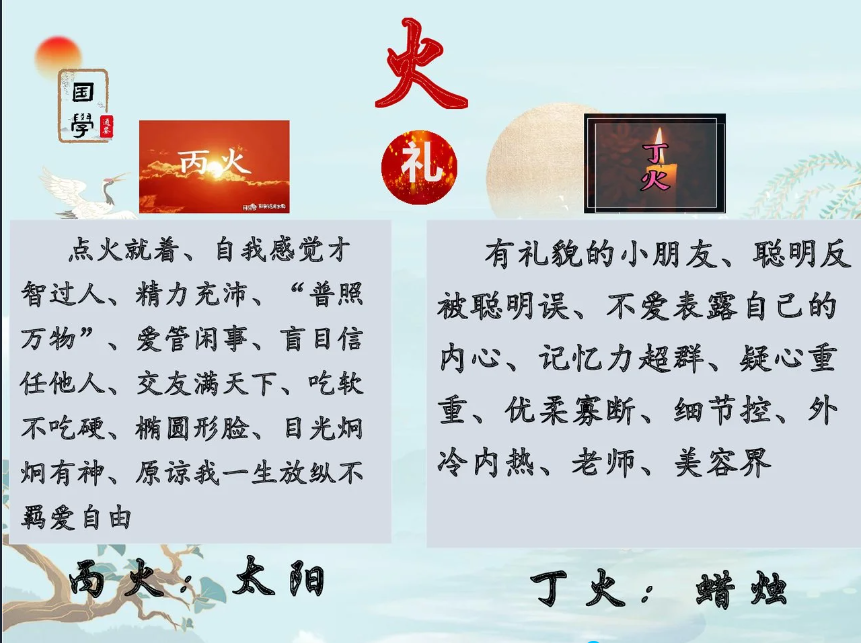 火
国
學
丙火
礼
丁
火
点火就着、自我感觉才
智过人、精力充沛、“普照
万物”、爱管闲事、盲目信
任他人、交友满天下、吃软
不吃硬、椭圆形脸、目光炯
炯有神、原谅我一生放纵不
羁爱自由
有礼貌的小朋友、聪明反
被聪明误、不爱表露自己的
内心、记忆力超群、疑心重
重、优柔寡断、细节控、外
冷内热、老师、美容界
丙火：太阳
丁火：蜡烛